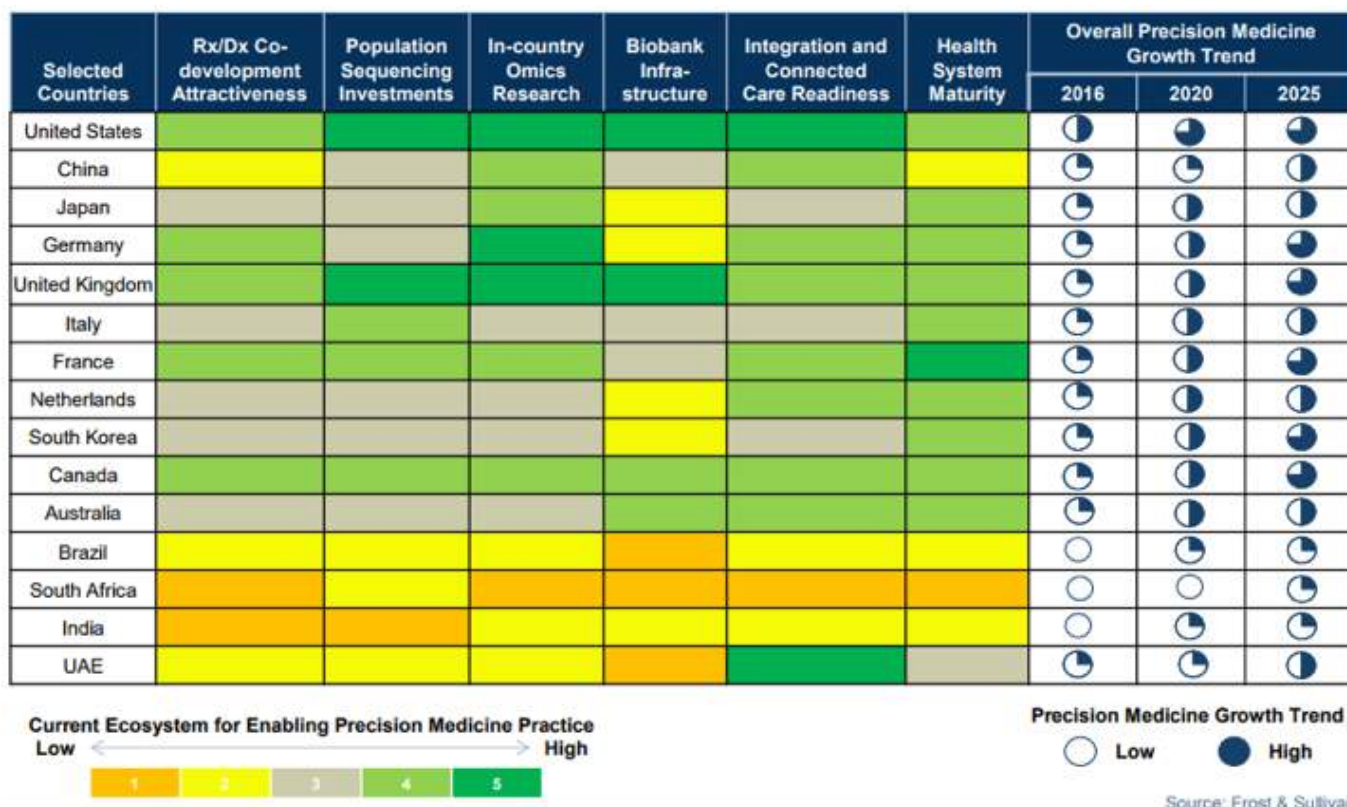 Selected Countries
Rx/Dx Co-development Attractiveness
Population Sequencing Investments
In-country Omics Research
Biobank Infra-structure
Integration and Connected Care Readiness
Health System Maturity
Overall Precision Medicine Growth Trend
2016 2020 2025
United States
China
Japan
Germany
United Kingdom
Italy
France
Netherlands
South Korea
Canada
Australia
Brazil
South Africa
India
UAE
Current Ecosystem for Enabling Precision Medicine Practice
Low High
1 2 3 4 5
Precision Medicine Growth Trend
Low High
Source: Frost & Sullivan